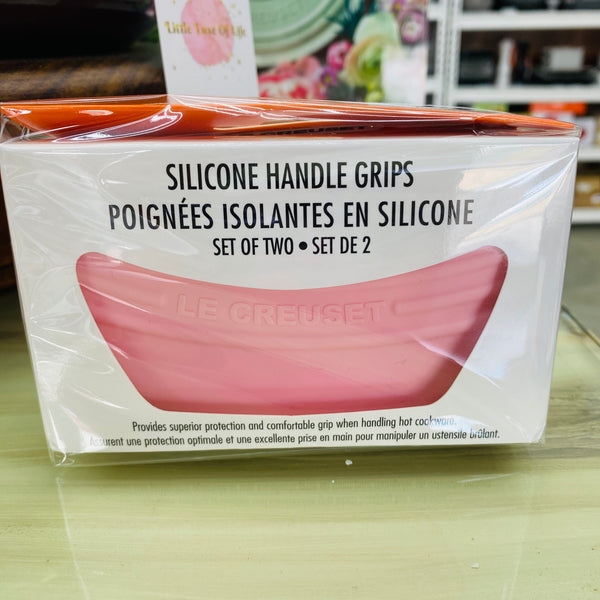 Little Luxe Of Life
SILICONE HANDLE GRIPS
POIGNÉES ISOLANTES EN SILICONE
SET OF TWO • SET DE 2
LE CREUSET
Provides superior protection and comfortable grip when handling hot cookware.
Assurent une protection optimale et une excellente prise en main pour manipuler un ustensile brûlant.